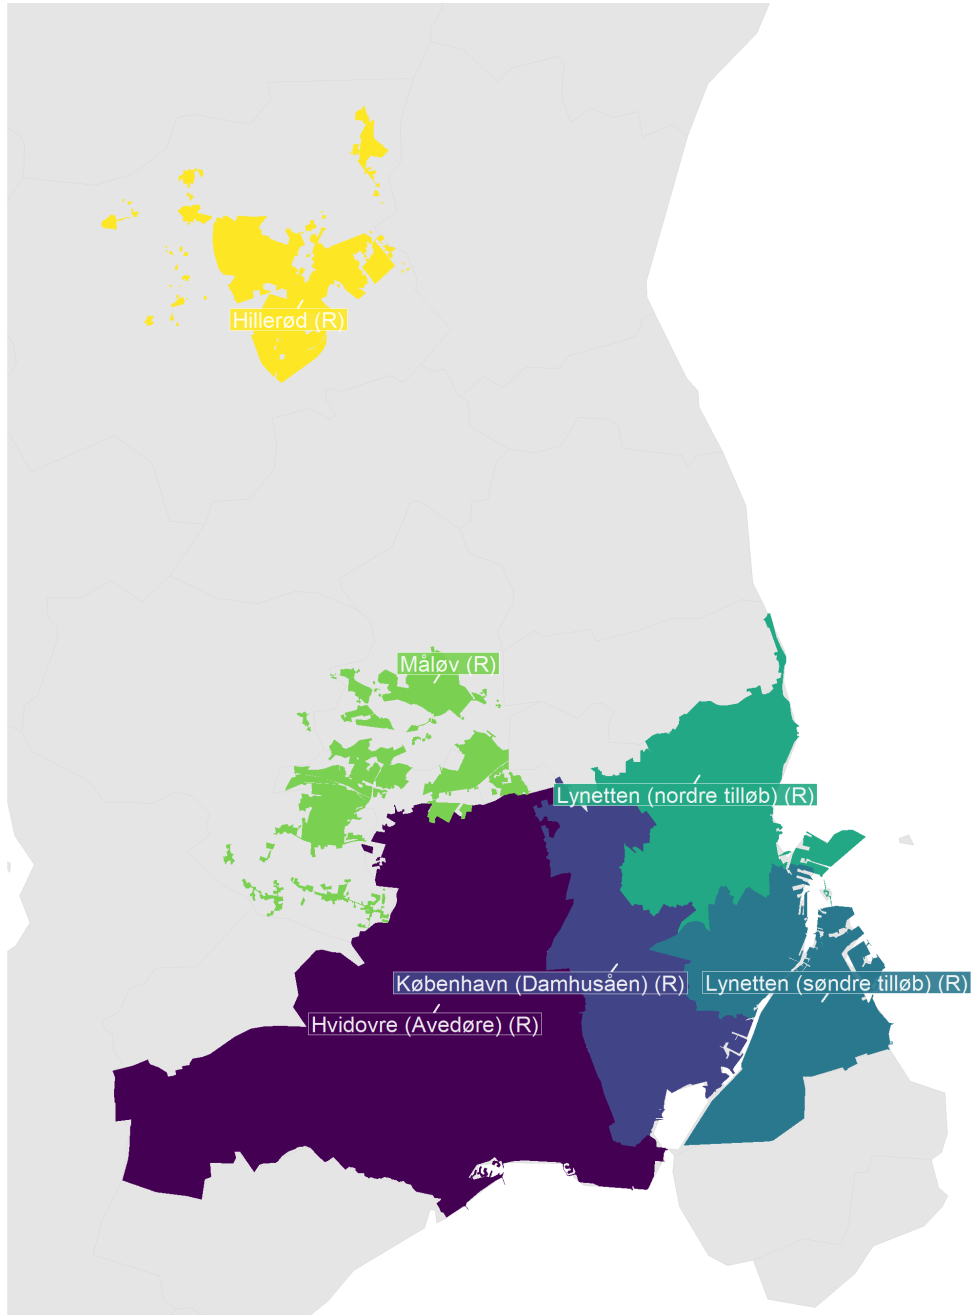 Hillerød (R)
Måløv (R)
Lynetten (nordre tilløb) (R)
København (Damhusåen) (R)
Lynetten (søndre tilløb) (R)
Hvidovre (Avedøre) (R)